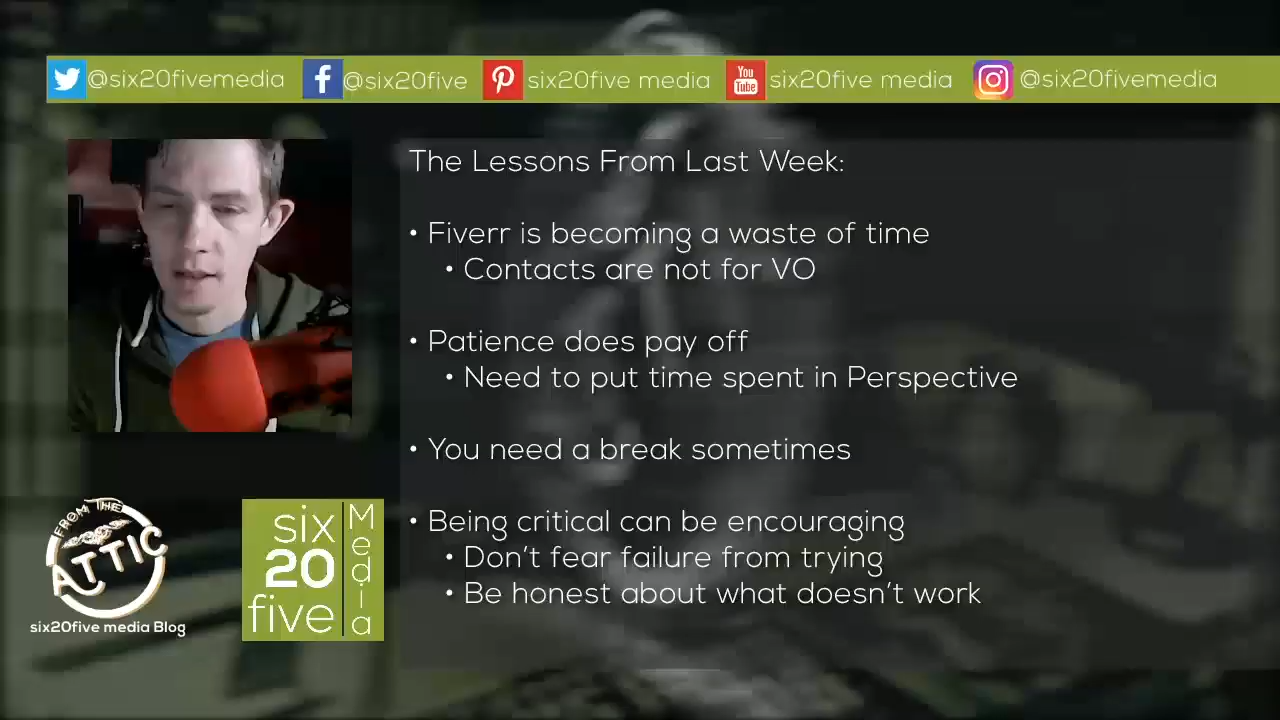 @six20fivemedia @six20five six20five media You Tube six20five media @six20fivemedia
The Lessons From Last Week:
• Fiverr is becoming a waste of time
• Contacts are not for VO
• Patience does pay off
• Need to put time spent in Perspective
• You need a break sometimes
• Being critical can be encouraging
• Don't fear failure from trying
• Be honest about what doesn't work
FROM THE
ATTIC
six20five media Blog
six
20
five
Media